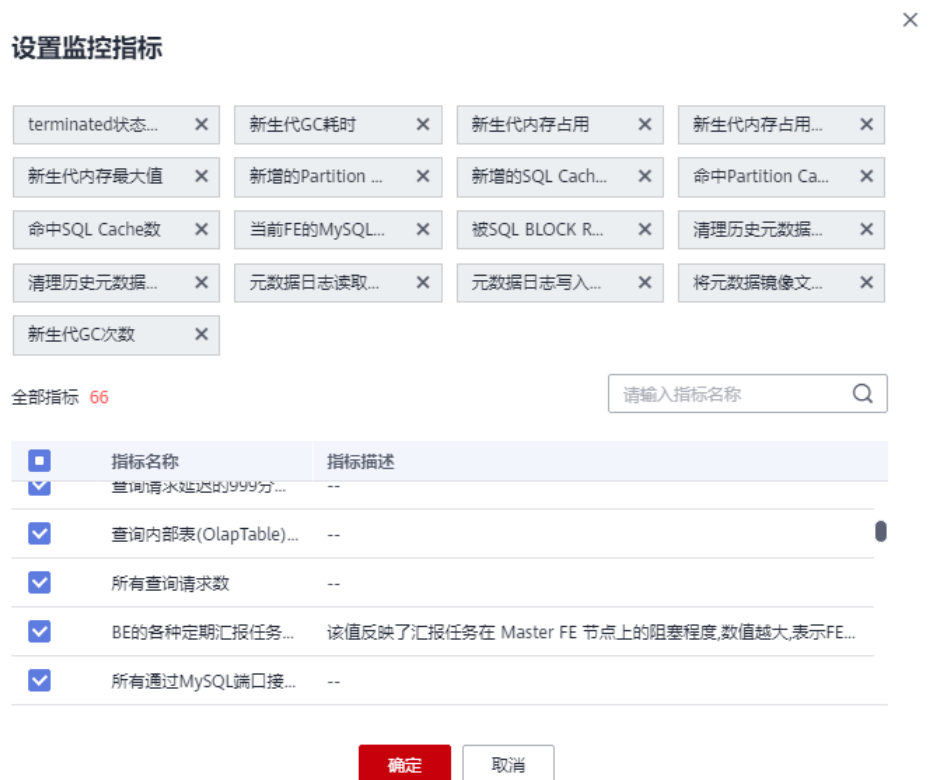 设置监控指标
terminated状态... 新生代GC耗时 新生代内存占用 新生代内存占用...
新生代内存最大值 新增的Partition ... 新增的SQL Cach... 命中Partition Ca...
命中SQL Cache数 当前FE的MySQL... 被SQL BLOCK R... 清理历史元数据...
清理历史元数据... 元数据日志读取... 元数据日志写入... 将元数据镜像文...
新生代GC次数
全部指标 66 请输入指标名称
指标名称 指标描述
查询请求延迟的999分... --
查询内部表(OlapTable)... --
所有查询请求数 --
BE的各种定期汇报任务... 该值反映了汇报任务在 Master FE 节点上的阻塞程度,数值越大,表示FE...
所有通过MySQL端口接... --
确定 取消